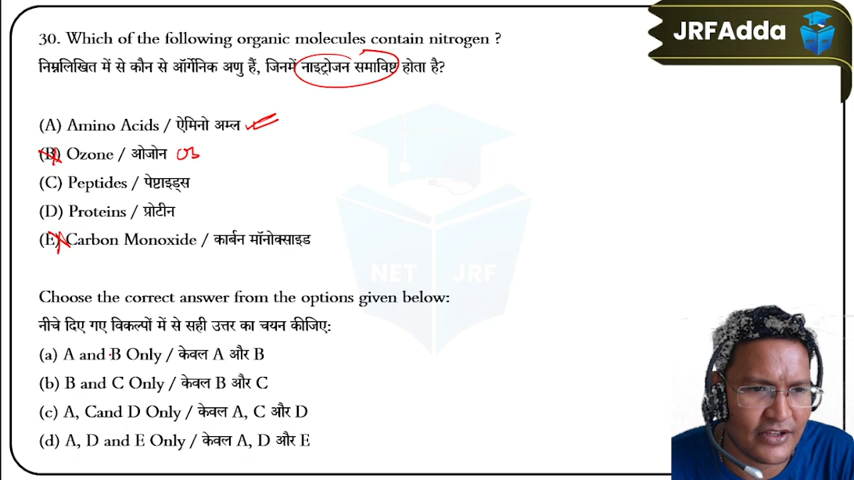 JRFAdda
30. Which of the following organic molecules contain nitrogen ?
निम्नलिखित में से कौन से ऑर्गेनिक अणु हैं, जिनमें नाइट्रोजन समाविष्ट होता है?
(A) Amino Acids / ऐमिनो अम्ल
(B) Ozone / ओजोन O3
(C) Peptides / पेप्टाइड्स
(D) Proteins / प्रोटीन
(E) Carbon Monoxide / कार्बन मॉनोक्साइड
NET JRF
Choose the correct answer from the options given below:
नीचे दिए गए विकल्पों में से सही उत्तर का चयन कीजिए:
(a) A and B Only / केवल A और B
(b) B and C Only / केवल B और C
(c) A, Cand D Only / केवल A, C और D
(d) A, D and E Only / केवल A, D और E